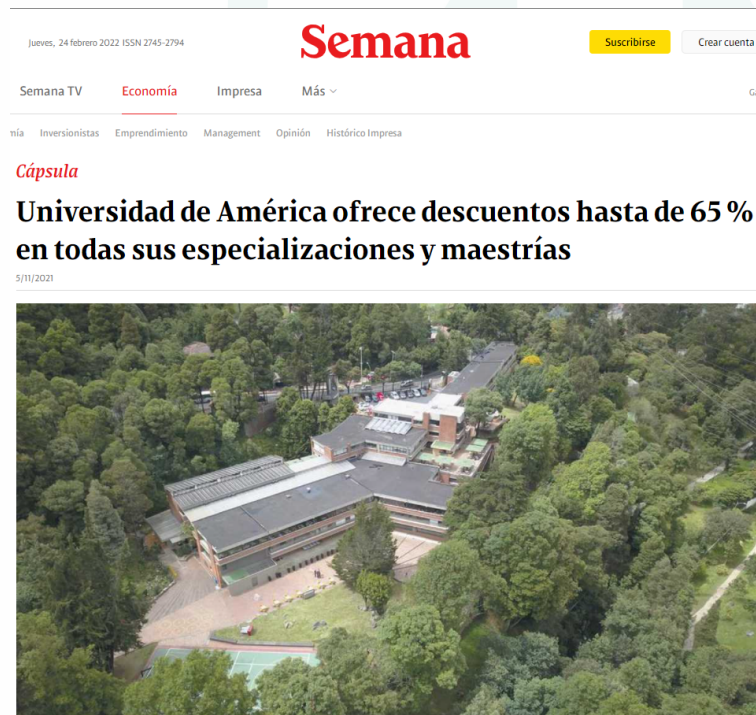 Jueves, 24 febrero 2022 ISSN 2745-2794
Semana
Suscribirse
Crear cuenta
Semana TV Economía Impresa Más
Inversionistas Emprendimiento Management Opinión Histórico Impresa
Cápsula
Universidad de América ofrece descuentos hasta de 65 %
en todas sus especializaciones y maestrías
5/11/2021